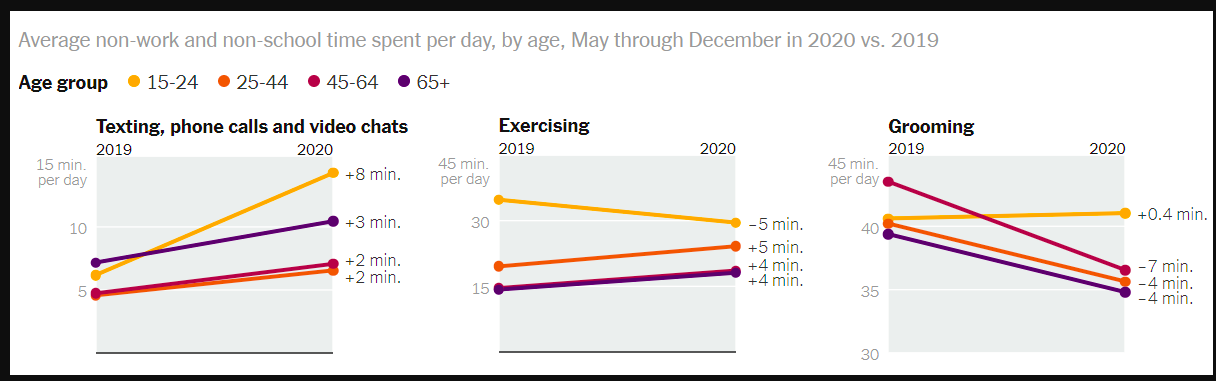 Average non-work and non-school time spent per day, by age, May through December in 2020 vs. 2019
Age group 15-24 25-44 45-64 65+
Texting, phone calls and video chats
2019 2020
15 min.
per day
10
5
+8 min.
+3 min.
+2 min.
+2 min.
Exercising
2019 2020
45 min.
per day
30
15
−5 min.
+5 min.
+4 min.
+4 min.
Grooming
2019 2020
45 min.
per day
40
35
30
+0.4 min.
−7 min.
−4 min.
−4 min.